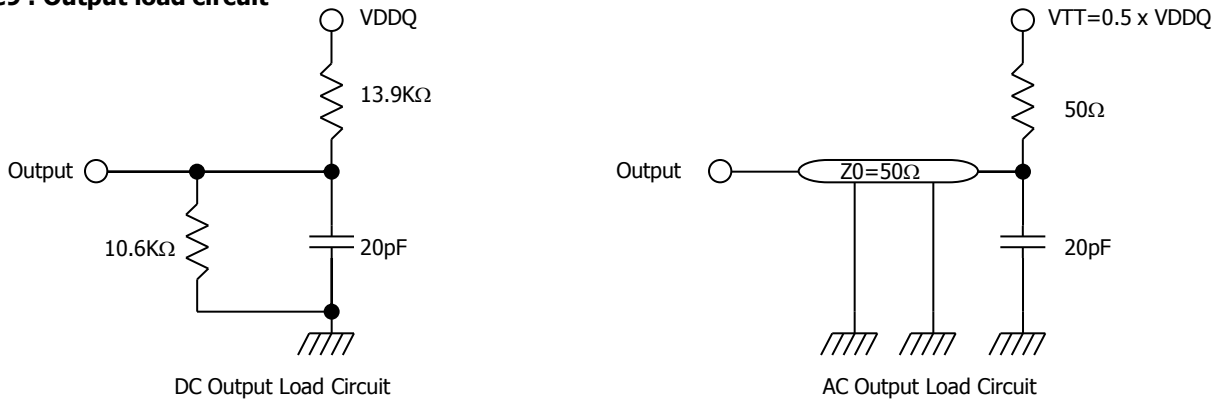 : Output load circuit
VDDQ
13.9KΩ
Output
10.6KΩ
20pF
DC Output Load Circuit
VTT=0.5 x VDDQ
50Ω
Output
Z0=50Ω
20pF
AC Output Load Circuit